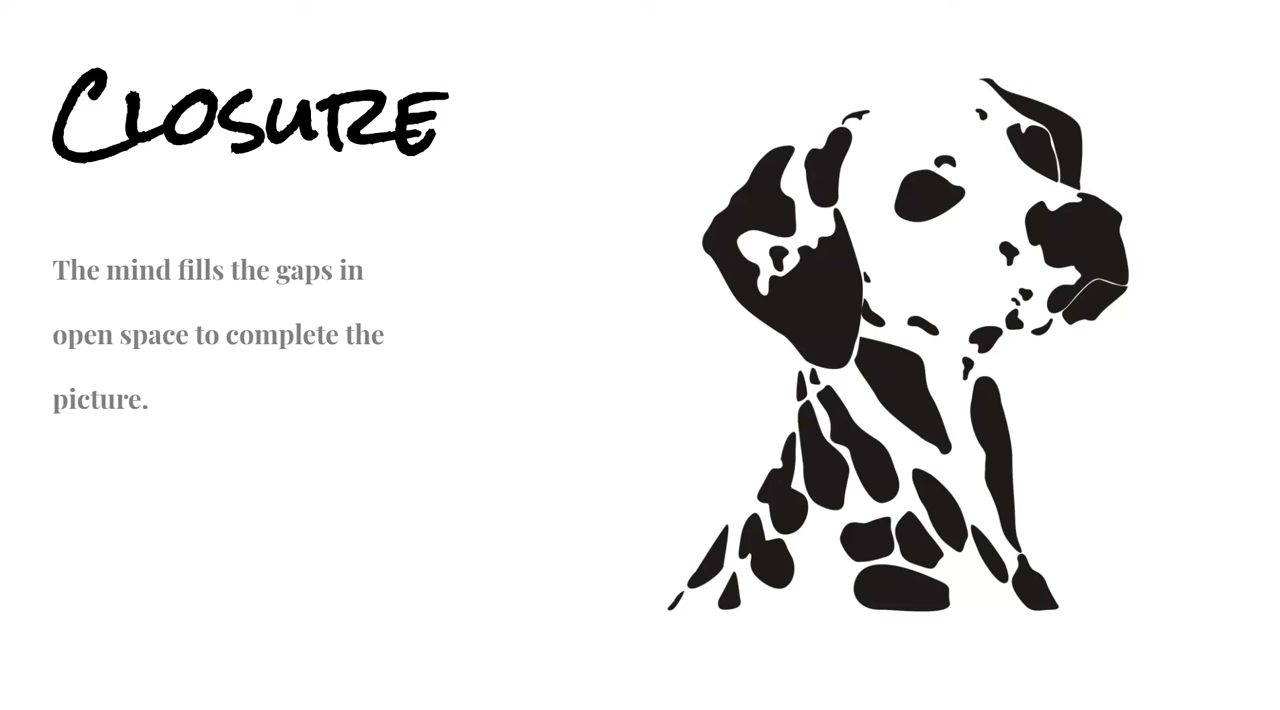 Closure
The mind fills the gaps in
open space to complete the
picture.